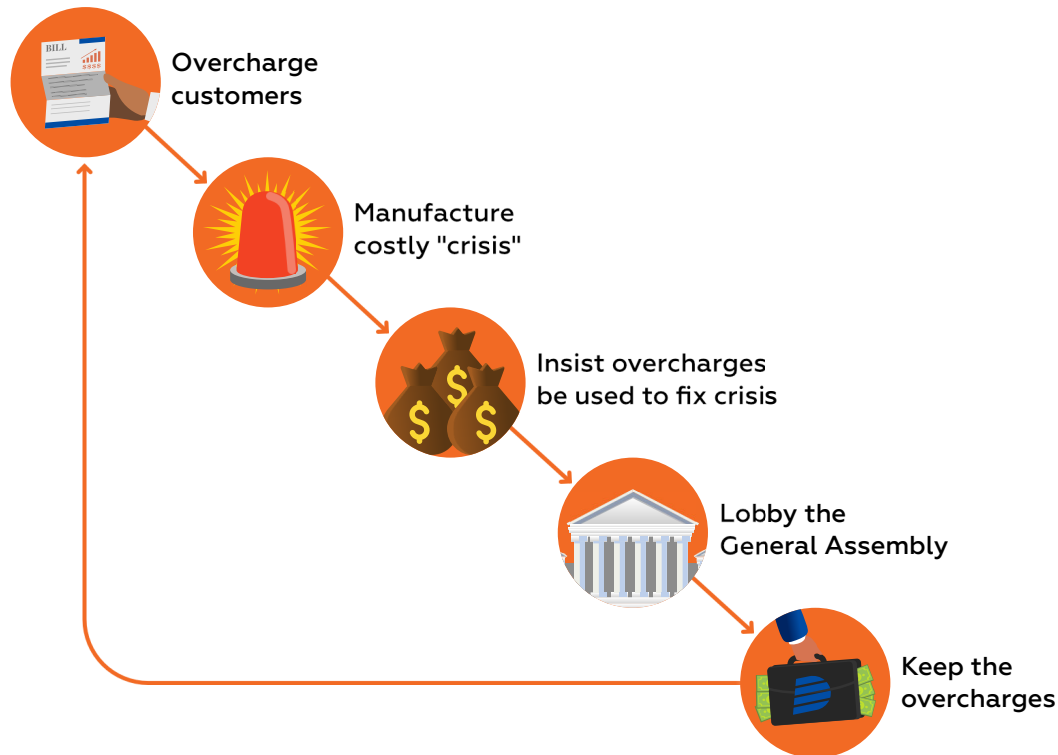 BILL
$$$$
Overcharge
customers
Manufacture
costly "crisis"
$
$
$
Insist overcharges
be used to fix crisis
Lobby the
General Assembly
Keep the
overcharges